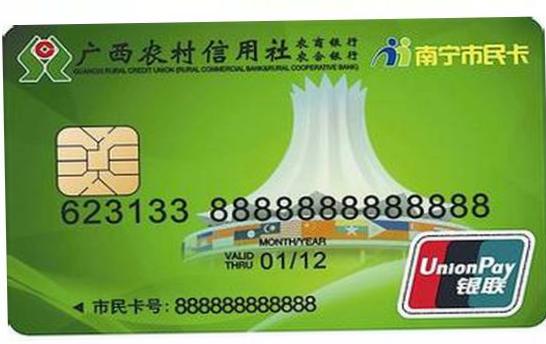 广西农村信用社 农商银行 农合银行
GUANGXI RURAL CREDIT UNION (RURAL COMMERCIAL BANK&RURAL COOPERATIVE BANK)
南宁市民卡
623133 8888888888888
MONTH/YEAR
VALID THRU 01/12
UnionPay
银联
市民卡号: 888888888888